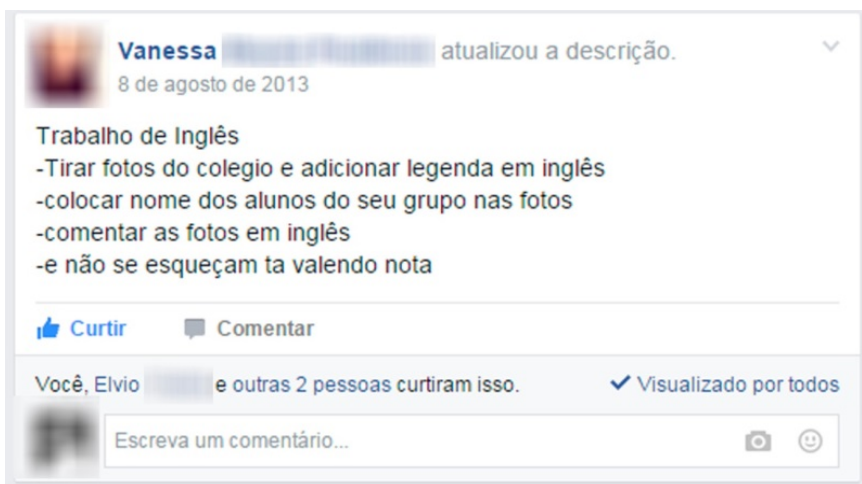 Vanessa atualizou a descrição.
8 de agosto de 2013
Trabalho de Inglês
-Tirar fotos do colegio e adicionar legenda em inglês
-colocar nome dos alunos do seu grupo nas fotos
-comentar as fotos em inglês
-e não se esqueçam ta valendo nota
Curtir Comentar
Você, Elvio e outras 2 pessoas curtiram isso. Visualizado por todos
Escreva um comentário...